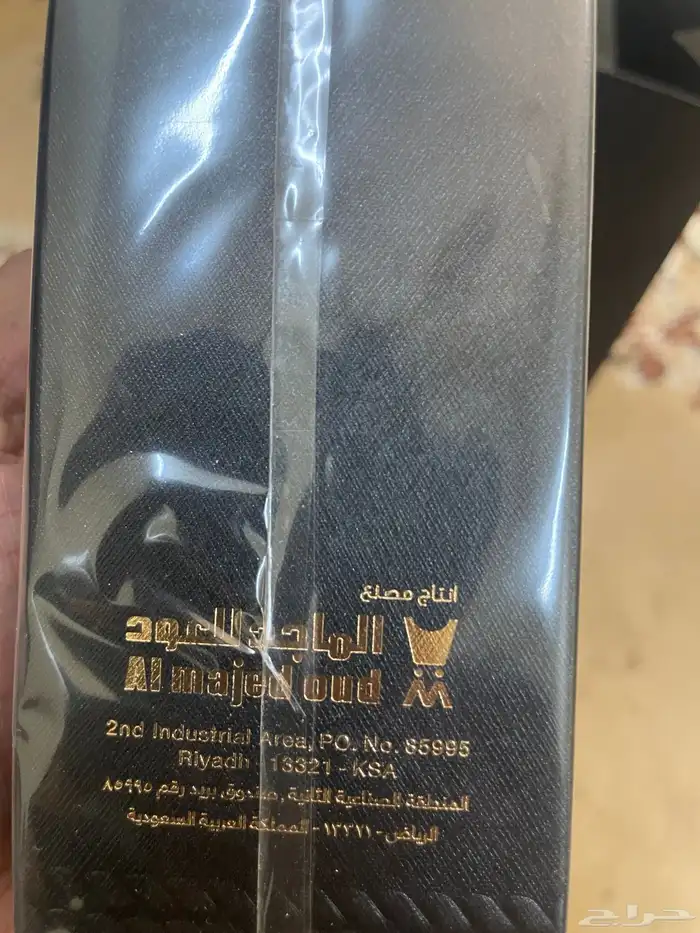 انتاج مصنع
الماجد للعود
Al majed oud
2nd Industrial Area, PO. No. 85995
Riyadh - 13321 - KSA
المنطقة الصناعية الثانية , صندوق بريد رقم ٨٥٩٩٥
الرياض - ١٣٣٢١ - المملكة العربية السعودية
حراج